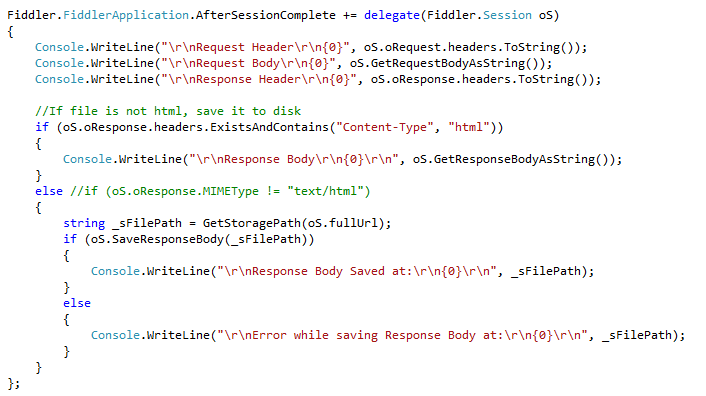 Fiddler.FiddlerApplication.AfterSessionComplete += delegate(Fiddler.Session oS)
{
    Console.WriteLine("\r\nRequest Header\r\n{0}", oS.oRequest.headers.ToString());
    Console.WriteLine("\r\nRequest Body\r\n{0}", oS.GetRequestBodyAsString());
    Console.WriteLine("\r\nResponse Header\r\n{0}", oS.oResponse.headers.ToString());

    //If file is not html, save it to disk
    if (oS.oResponse.headers.ExistsAndContains("Content-Type", "html"))
    {
        Console.WriteLine("\r\nResponse Body\r\n{0}\r\n", oS.GetResponseBodyAsString());
    }
    else //if (oS.oResponse.MIMEType != "text/html")
    {
        string _sFilePath = GetStoragePath(oS.fullUrl);
        if (oS.SaveResponseBody(_sFilePath))
        {
            Console.WriteLine("\r\nResponse Body Saved at:\r\n{0}\r\n", _sFilePath);
        }
        else
        {
            Console.WriteLine("\r\nError while saving Response Body at:\r\n{0}\r\n", _sFilePath);
        }
    }
};